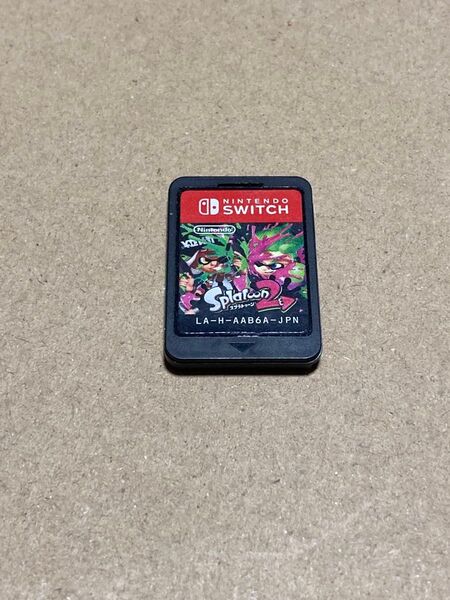 NINTENDO
SWITCH
Nintendo
Splatoon 2
スプラトゥーン
LA-H-AAB6A-JPN